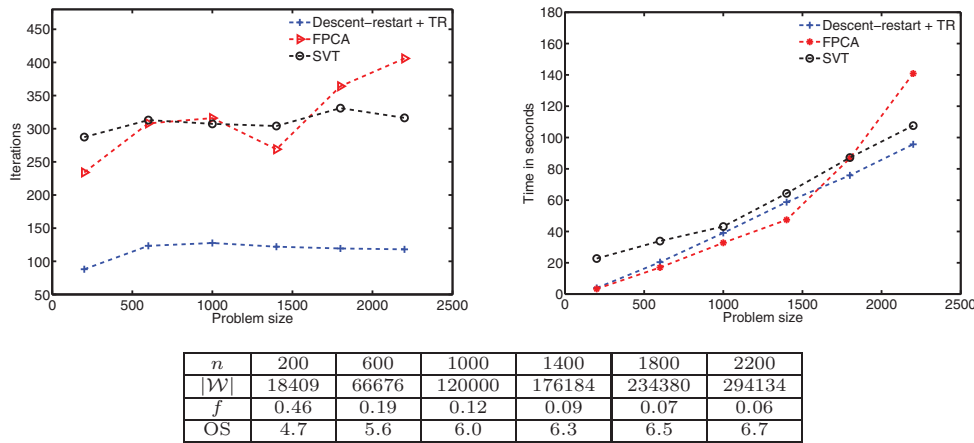 Descent-restart + TR
FPCA
SVT
450
400
350
300
250
200
150
100
50
Iterations
0 500 1000 1500 2000 2500
Problem size
Descent-restart + TR
FPCA
SVT
180
160
140
120
100
80
60
40
20
0
Time in seconds
0 500 1000 1500 2000 2500
Problem size
n 200 600 1000 1400 1800 2200
|W| 18409 66676 120000 176184 234380 294134
f 0.46 0.19 0.12 0.09 0.07 0.06
OS 4.7 5.6 6.0 6.3 6.5 6.7